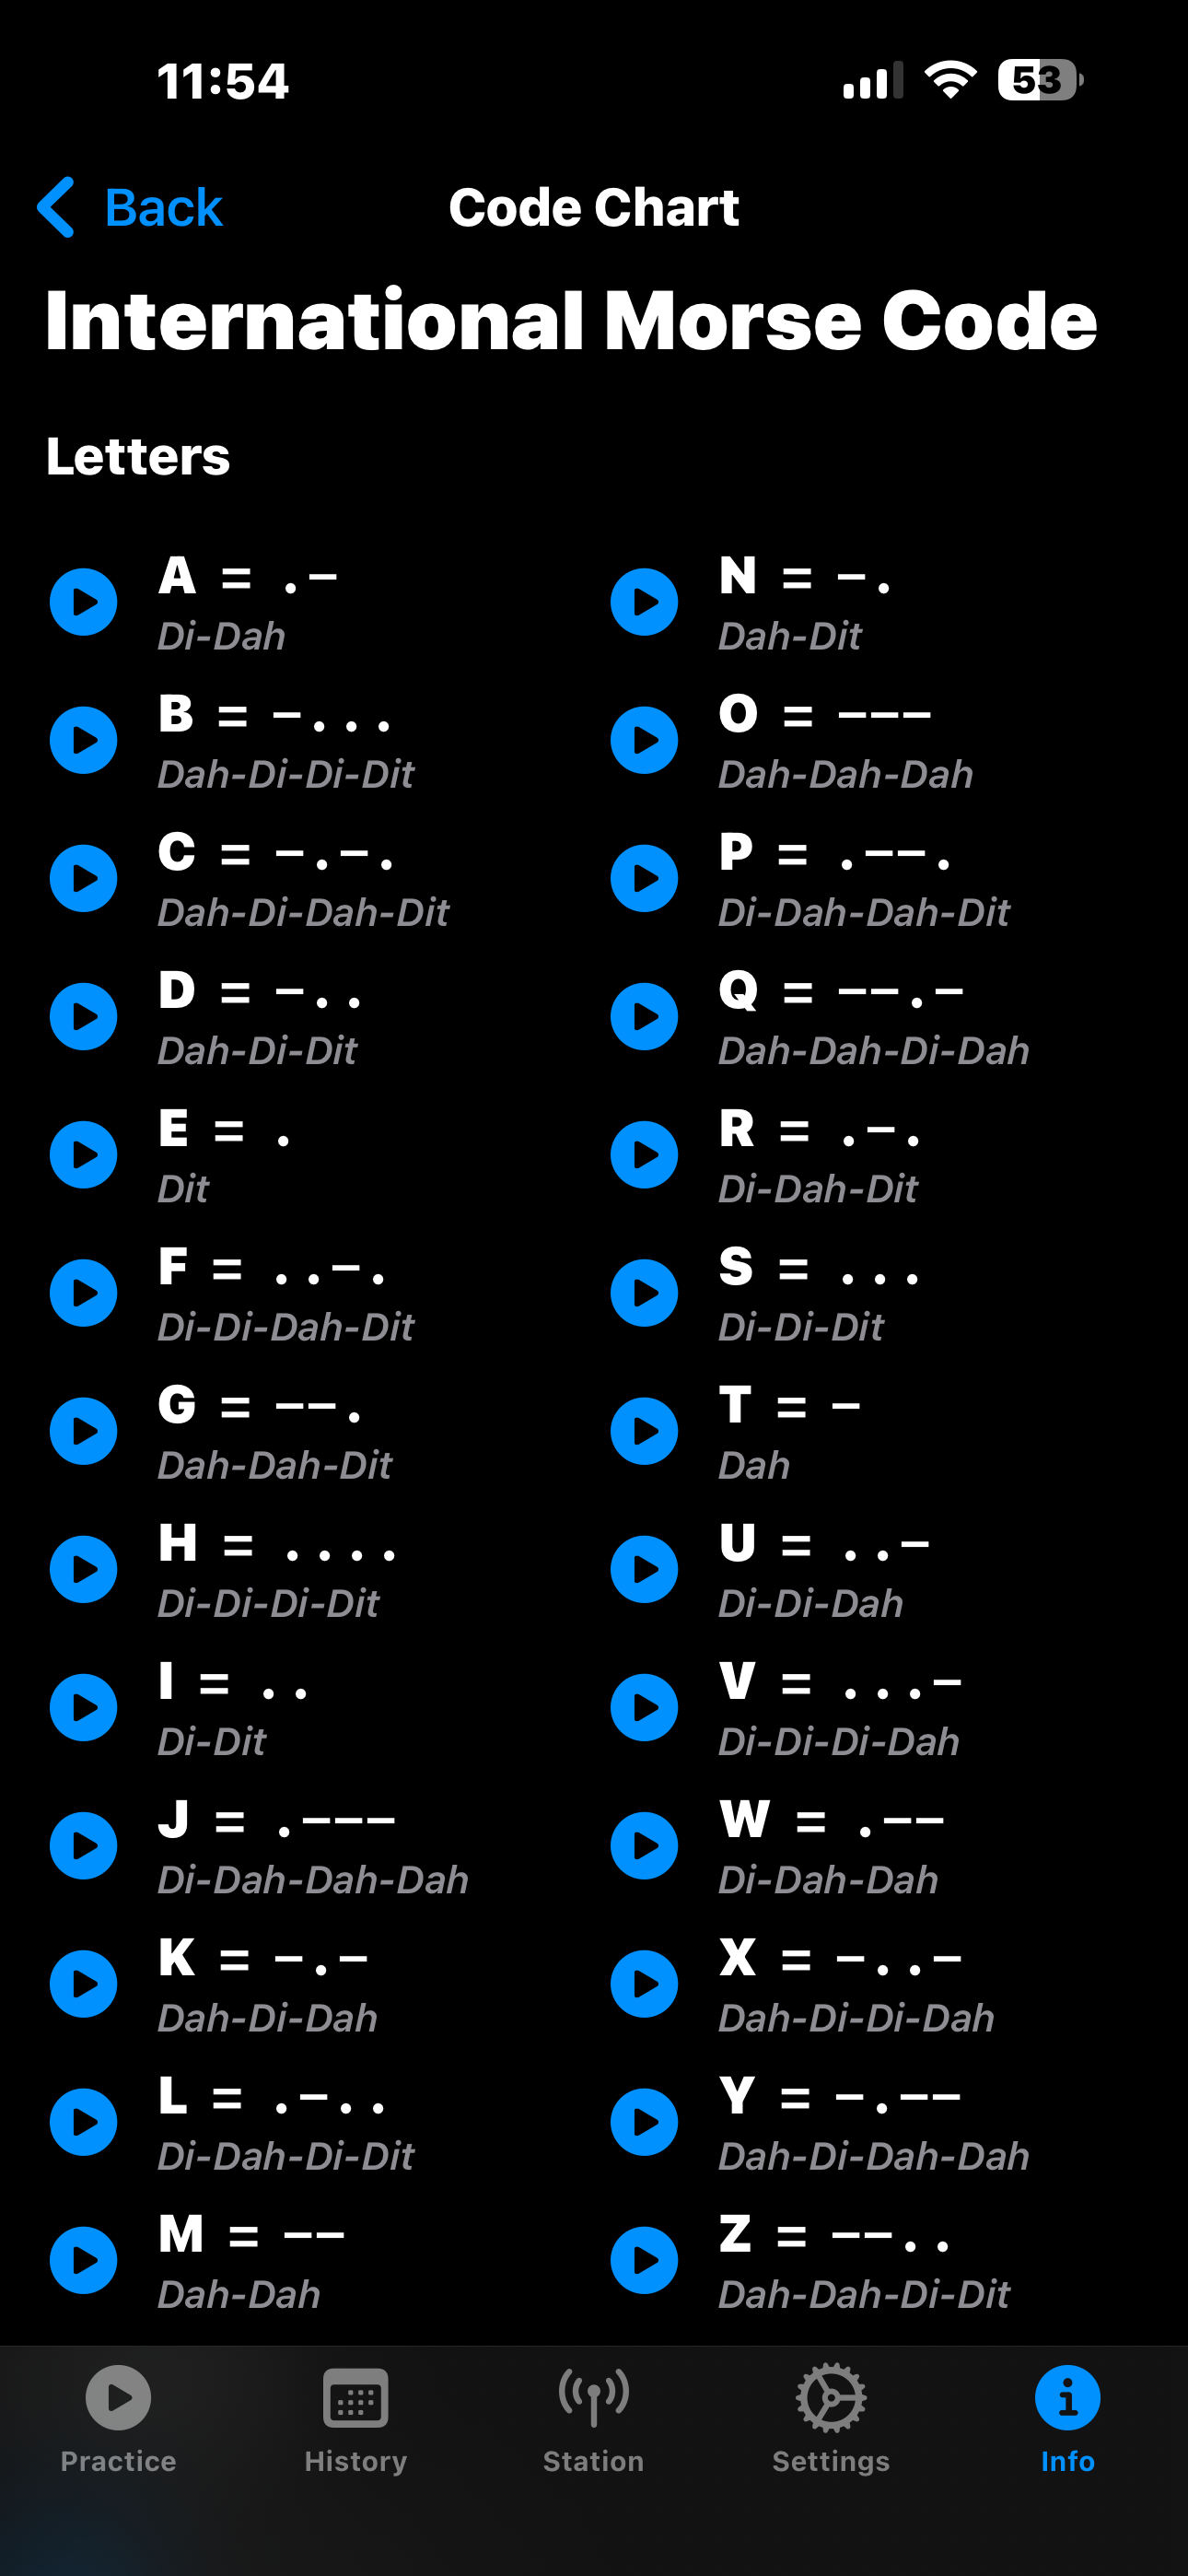 11:54
53
Back
Code Chart
International Morse Code
Letters
A = .–
Di-Dah
B = –...
Dah-Di-Di-Dit
C = –.–.
Dah-Di-Dah-Dit
D = –..
Dah-Di-Dit
E = .
Dit
F = ..–.
Di-Di-Dah-Dit
G = ––.
Dah-Dah-Dit
H = ....
Di-Di-Di-Dit
I = ..
Di-Dit
J = .–––
Di-Dah-Dah-Dah
K = –.–
Dah-Di-Dah
L = .–..
Di-Dah-Di-Dit
M = ––
Dah-Dah
N = –.
Dah-Dit
O = –––
Dah-Dah-Dah
P = .––.
Di-Dah-Dah-Dit
Q = ––.–
Dah-Dah-Di-Dah
R = .–.
Di-Dah-Dit
S = ...
Di-Di-Dit
T = –
Dah
U = ..–
Di-Di-Dah
V = ...–
Di-Di-Di-Dah
W = .––
Di-Dah-Dah
X = –..–
Dah-Di-Di-Dah
Y = –.––
Dah-Di-Dah-Dah
Z = ––..
Dah-Dah-Di-Dit
Practice
History
Station
Settings
Info